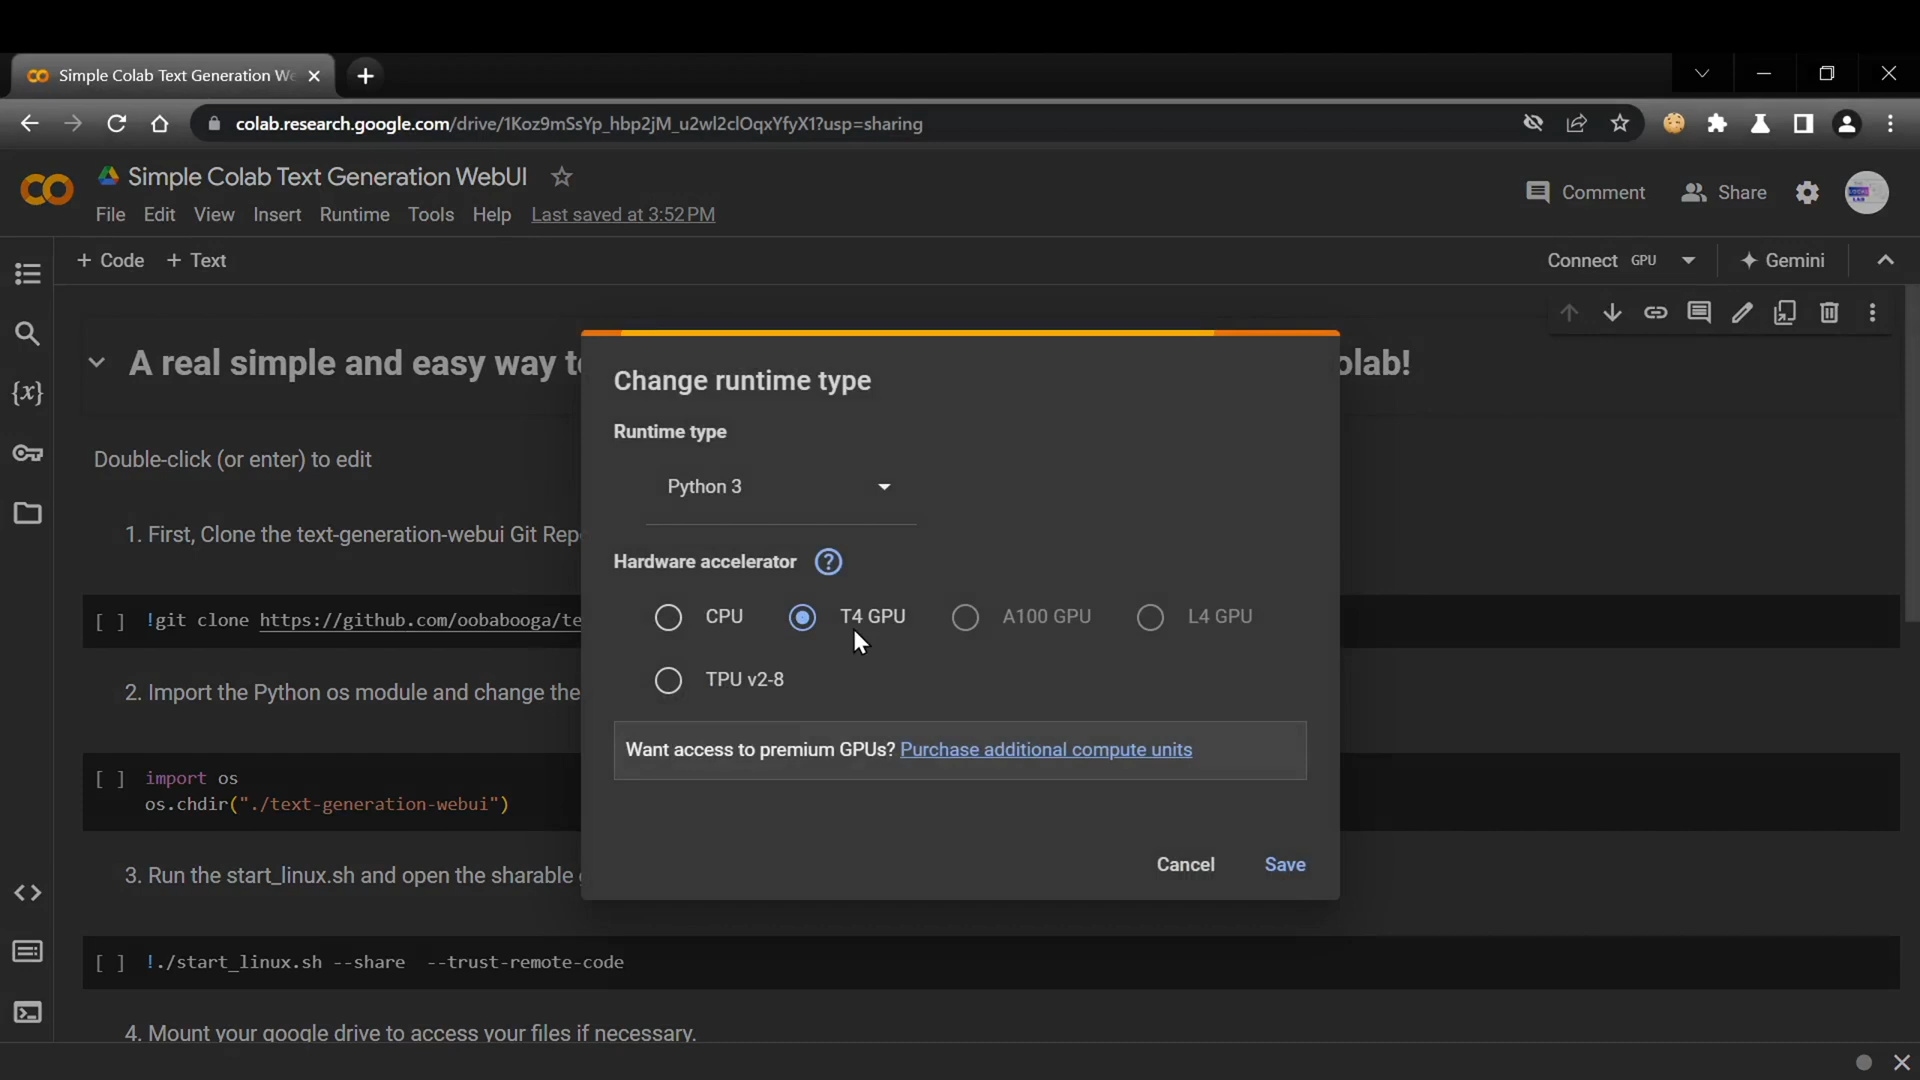 Simple Colab Text Generation We
colab.research.google.com/drive/1Koz9mSsYp_hbp2jM_u2wl2clOqxYfyX1?usp=sharing
Simple Colab Text Generation WebUI
Comment Share
File Edit View Insert Runtime Tools Help Last saved at 3:52 PM
+ Code + Text Connect GPU Gemini
A real simple and easy way to olab!
Change runtime type
Runtime type
Double-click (or enter) to edit
Python 3
1. First, Clone the text-generation-webui Git Rep
Hardware accelerator ?
[ ] !git clone https://github.com/oobabooga/te
CPU T4 GPU A100 GPU L4 GPU
2. Import the Python os module and change the
TPU v2-8
Want access to premium GPUs? Purchase additional compute units
[ ] import os
os.chdir("./text-generation-webui")
3. Run the start_linux.sh and open the sharable
Cancel Save
[ ] !./start_linux.sh --share --trust-remote-code
4. Mount your google drive to access your files if necessary.